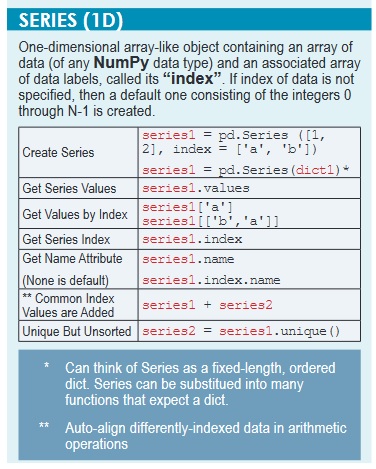 SERIES (1D)
One-dimensional array-like object containing an array of
data (of any NumPy data type) and an associated array
of data labels, called its “index”. If index of data is not
specified, then a default one consisting of the integers 0
through N-1 is created.
Create Series
series1 = pd.Series ([1,
2], index = ['a', 'b'])
series1 = pd.Series(dict1)*
Get Series Values series1.values
Get Values by Index
series1['a']
series1[['b','a']]
Get Series Index series1.index
Get Name Attribute series1.name
(None is default) series1.index.name
** Common Index
Values are Added
series1 + series2
Unique But Unsorted series2 = series1.unique()
* Can think of Series as a fixed-length, ordered
dict. Series can be substitued into many
functions that expect a dict.
** Auto-align differently-indexed data in arithmetic
operations